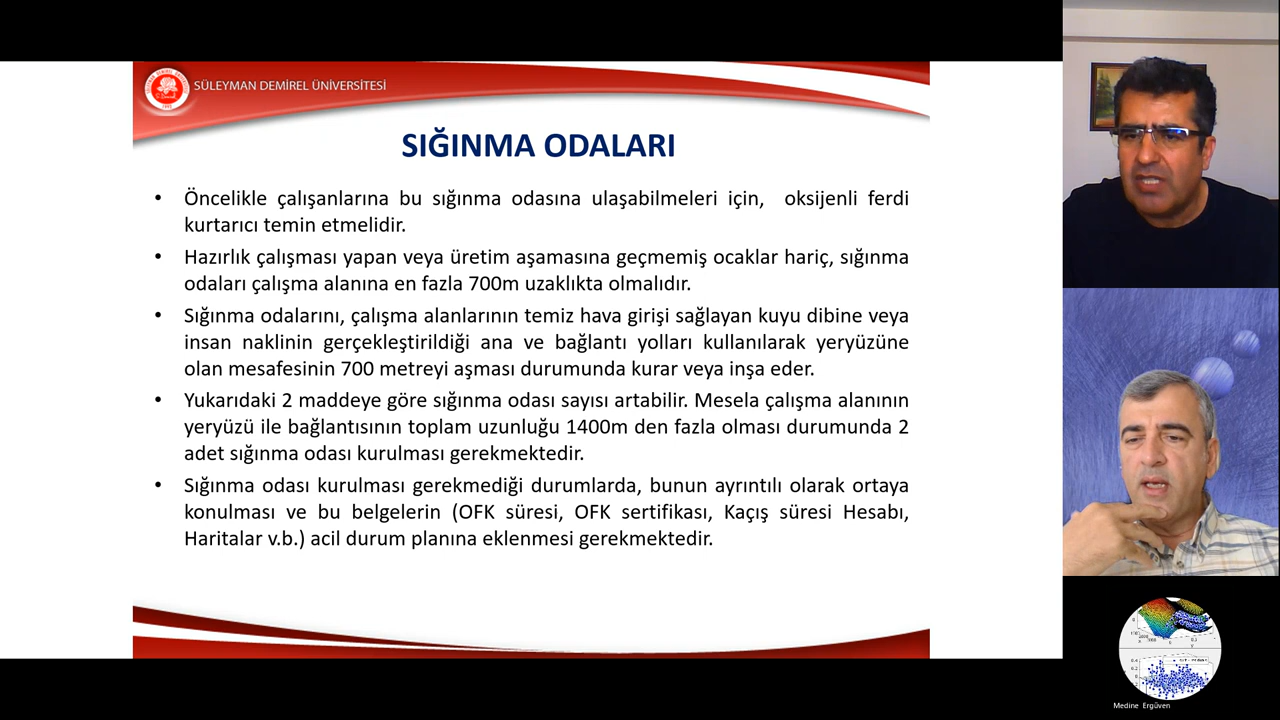 SÜLEYMAN DEMİREL ÜNİVERSİTESİ
SIĞINMA ODALARI
• Öncelikle çalışanlarına bu sığınma odasına ulaşabilmeleri için, oksijenli ferdi
kurtarıcı temin etmelidir.
• Hazırlık çalışması yapan veya üretim aşamasına geçmemiş ocaklar hariç, sığınma
odaları çalışma alanına en fazla 700m uzaklıkta olmalıdır.
• Sığınma odalarını, çalışma alanlarının temiz hava girişi sağlayan kuyu dibine veya
insan naklinin gerçekleştirildiği ana ve bağlantı yolları kullanılarak yeryüzüne
olan mesafesinin 700 metreyi aşması durumunda kurar veya inşa eder.
• Yukarıdaki 2 maddeye göre sığınma odası sayısı artabilir. Mesela çalışma alanının
yeryüzü ile bağlantısının toplam uzunluğu 1400m den fazla olması durumunda 2
adet sığınma odası kurulması gerekmektedir.
• Sığınma odası kurulması gerekmediği durumlarda, bunun ayrıntılı olarak ortaya
konulması ve bu belgelerin (OFK süresi, OFK sertifikası, Kaçış süresi Hesabı,
Haritalar v.b.) acil durum planına eklenmesi gerekmektedir.
Medine Ergüven